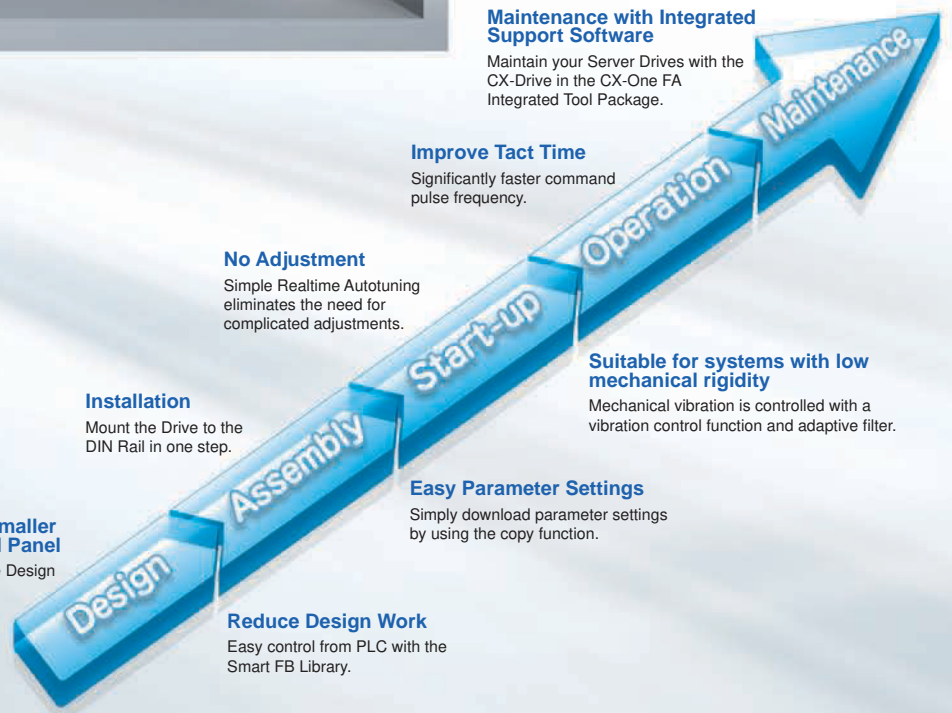 Maintenance with Integrated
Support Software
Maintain your Server Drives with the
CX-Drive in the CX-One FA
Integrated Tool Package.
Maintenance
Improve Tact Time
Significantly faster command
pulse frequency.
Operation
No Adjustment
Simple Realtime Autotuning
eliminates the need for
complicated adjustments.
Start-up
Suitable for systems with low
mechanical rigidity
Mechanical vibration is controlled with a
vibration control function and adaptive filter.
Installation
Mount the Drive to the
DIN Rail in one step.
Assembly
Easy Parameter Settings
Simply download parameter settings
by using the copy function.
Panel
Design
Design
Reduce Design Work
Easy control from PLC with the
Smart FB Library.